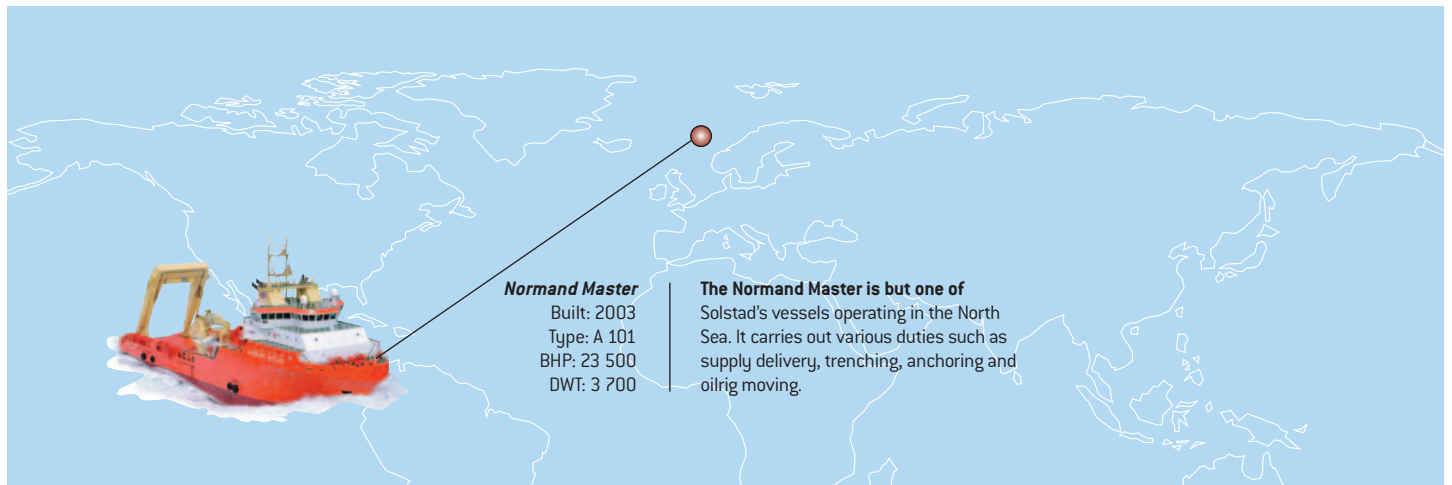 Normand Master
Built: 2003
Type: A 101
BHP: 23 500
DWT: 3 700
The Normand Master is but one of
Solstad’s vessels operating in the North
Sea. It carries out various duties such as
supply delivery, trenching, anchoring and
oilrig moving.